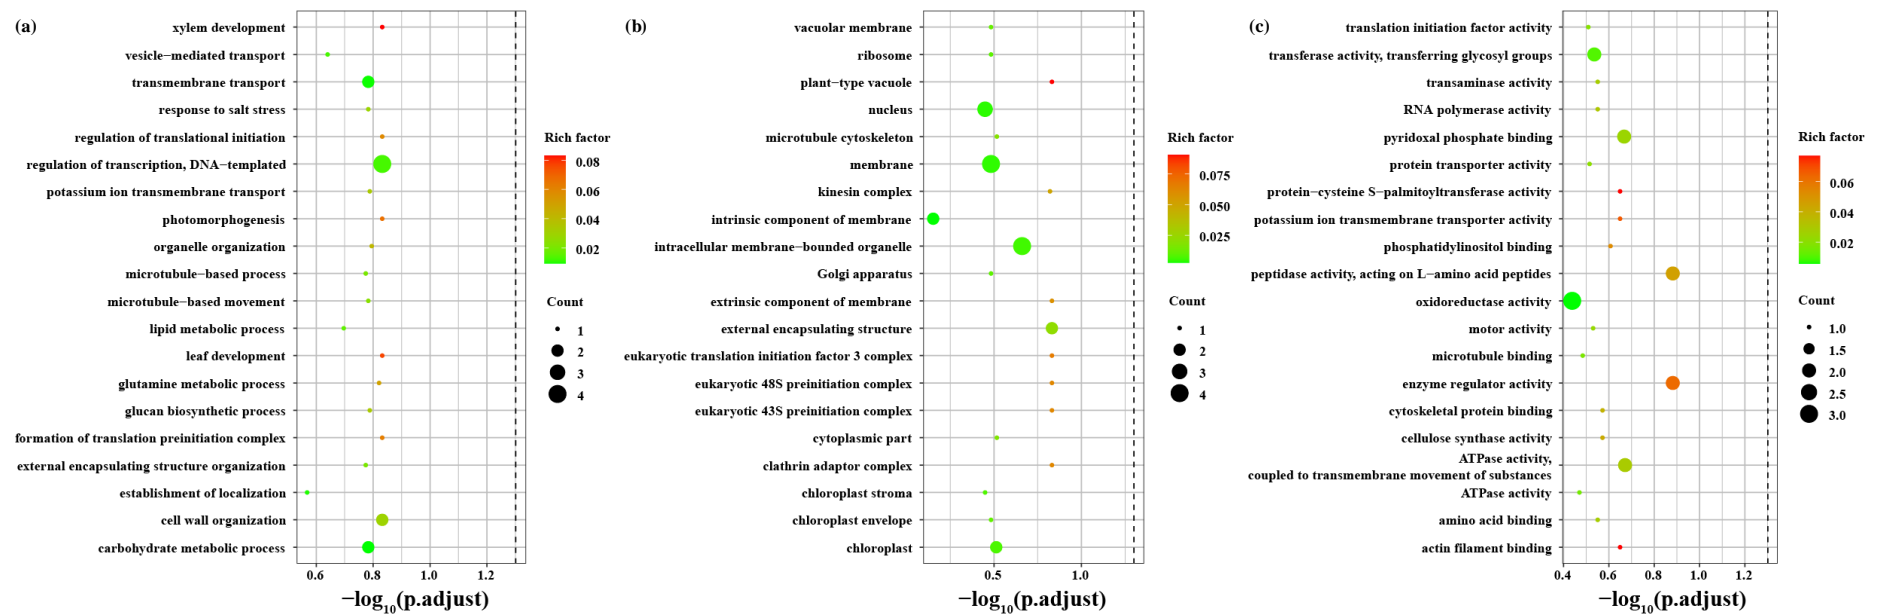 (a)
xylem development
vesicle−mediated transport
transmembrane transport
response to salt stress
regulation of translational initiation
regulation of transcription, DNA−templated
potassium ion transmembrane transport
photomorphogenesis
organelle organization
microtubule−based process
microtubule−based movement
lipid metabolic process
leaf development
glutamine metabolic process
glucan biosynthetic process
formation of translation preinitiation complex
external encapsulating structure organization
establishment of localization
cell wall organization
carbohydrate metabolic process
0.6 0.8 1.0 1.2
−log10(p.adjust)
Rich factor
0.08
0.06
0.04
0.02
Count
1
2
3
4
(b)
vacuolar membrane
ribosome
plant−type vacuole
nucleus
microtubule cytoskeleton
membrane
kinesin complex
intrinsic component of membrane
intracellular membrane−bounded organelle
Golgi apparatus
extrinsic component of membrane
external encapsulating structure
eukaryotic translation initiation factor 3 complex
eukaryotic 48S preinitiation complex
eukaryotic 43S preinitiation complex
cytoplasmic part
clathrin adaptor complex
chloroplast stroma
chloroplast envelope
chloroplast
0.5 1.0
−log10(p.adjust)
Rich factor
0.075
0.050
0.025
Count
1
2
3
4
(c)
translation initiation factor activity
transferase activity, transferring glycosyl groups
transaminase activity
RNA polymerase activity
pyridoxal phosphate binding
protein transporter activity
protein−cysteine S−palmitoyltransferase activity
potassium ion transmembrane transporter activity
phosphatidylinositol binding
peptidase activity, acting on L−amino acid peptides
oxidoreductase activity
motor activity
microtubule binding
enzyme regulator activity
cytoskeletal protein binding
cellulose synthase activity
ATPase activity,
coupled to transmembrane movement of substances
ATPase activity
amino acid binding
actin filament binding
0.4 0.6 0.8 1.0 1.2
−log10(p.adjust)
Rich factor
0.06
0.04
0.02
Count
1.0
1.5
2.0
2.5
3.0